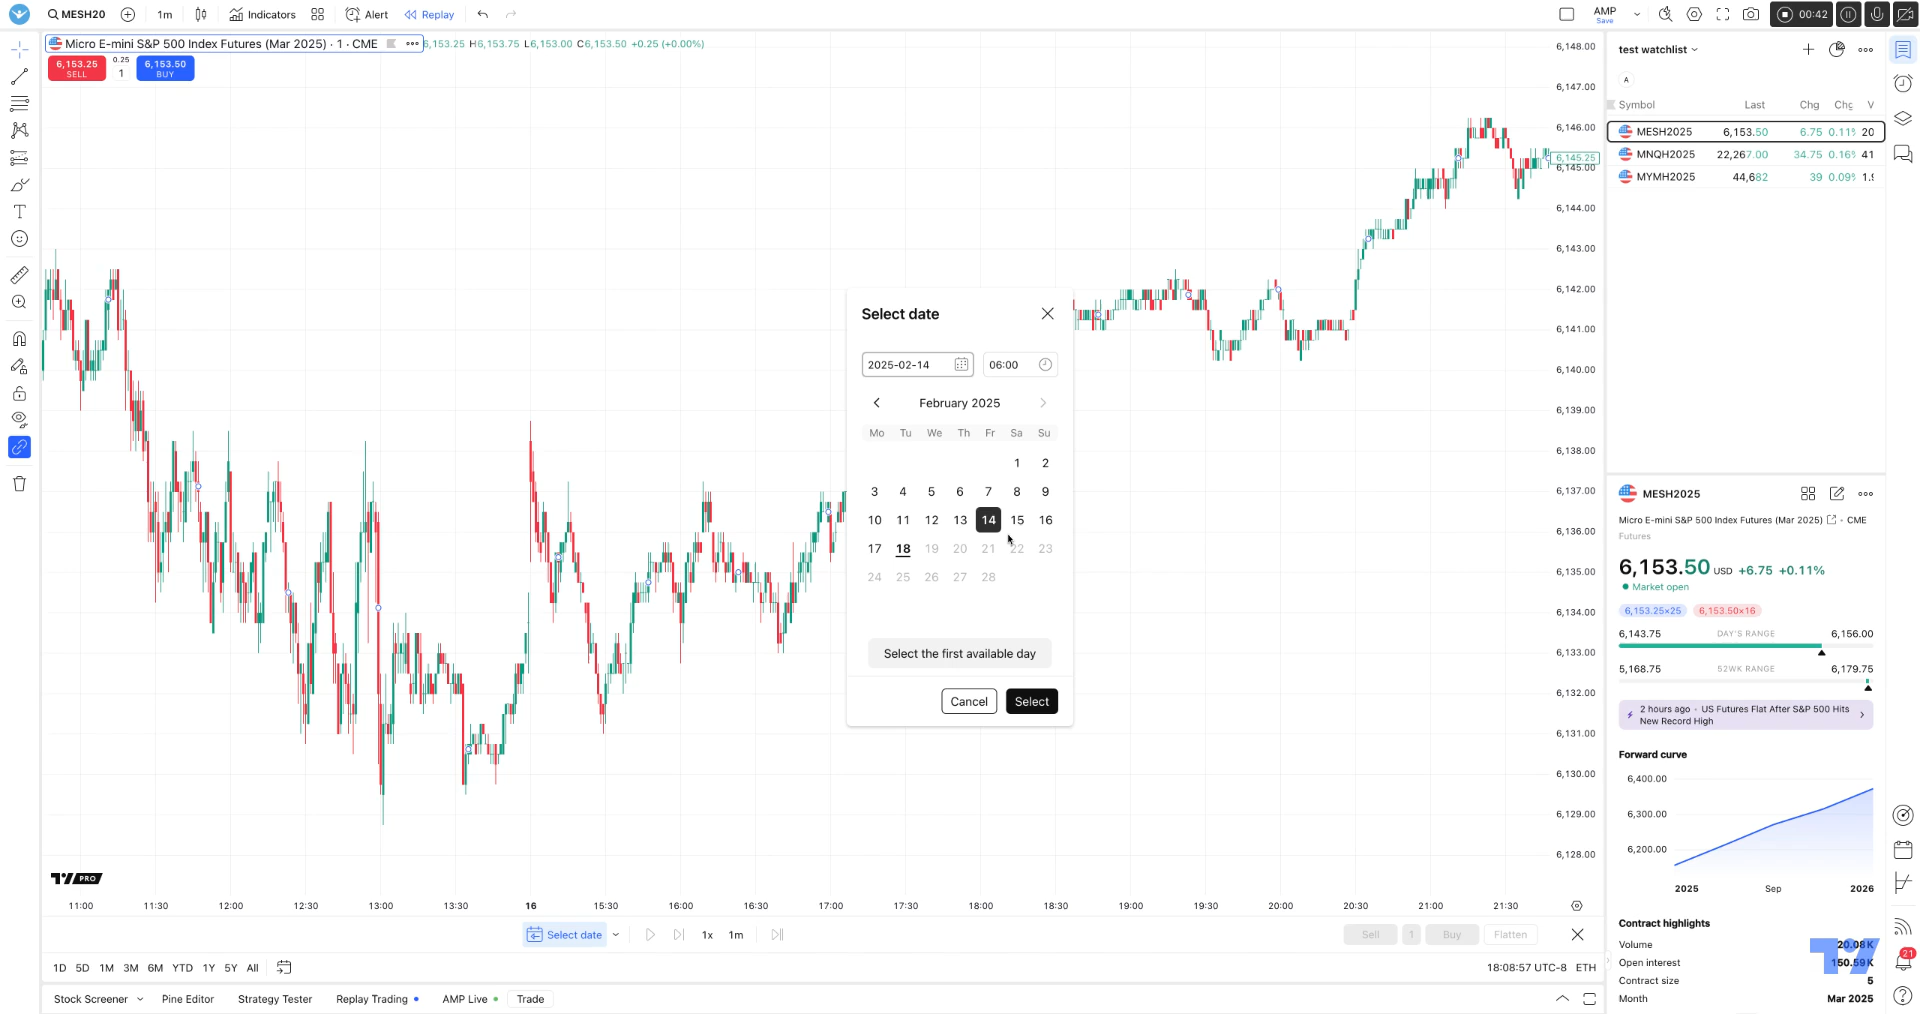 MESH20
1m
Indicators
Alert
Replay
AMP
Save
00:42
Micro E-mini S&P 500 Index Futures (Mar 2025) · 1 · CME
6,153.25 H6,153.75 L6,153.00 C6,153.50 +0.25 (+0.00%)
6,153.25
SELL
0.25
1
6,153.50
BUY
6,148.00
6,147.00
6,146.00
6,145.25
6,145.00
6,144.00
6,143.00
6,142.00
6,141.00
6,140.00
6,139.00
6,138.00
6,137.00
6,136.00
6,135.00
6,134.00
6,133.00
6,132.00
6,131.00
6,130.00
6,129.00
6,128.00
Select date
2025-02-14
06:00
February 2025
Mo Tu We Th Fr Sa Su
1 2
3 4 5 6 7 8 9
10 11 12 13 14 15 16
17 18 19 20 21 22 23
24 25 26 27 28
Select the first available day
Cancel
Select
PRO
11:00 11:30 12:00 12:30 13:00 13:30 16 15:30 16:00 16:30 17:00 17:30 18:00 18:30 19:00 19:30 20:00 20:30 21:00 21:30
Select date
1x
1m
Sell
1
Buy
Flatten
1D 5D 1M 3M 6M YTD 1Y 5Y All
18:08:57 UTC-8 ETH
Stock Screener
Pine Editor
Strategy Tester
Replay Trading
AMP Live
Trade
test watchlist
A
Symbol Last Chg Chg V
MESH2025 6,153.50 6.75 0.11% 20
MNQH2025 22,267.00 34.75 0.16% 41
MYMH2025 44,682 39 0.09%
MESH2025
Micro E-mini S&P 500 Index Futures (Mar 2025) · CME
Futures
6,153.50 USD +6.75 +0.11%
Market open
6,153.25×25
6,153.50×16
6,143.75 DAY'S RANGE 6,156.00
5,168.75 52WK RANGE 6,179.75
2 hours ago · US Futures Flat After S&P 500 Hits
New Record High
Forward curve
6,400.00
6,300.00
6,200.00
2025 Sep 2026
Contract highlights
Volume 20.08K
Open interest 150.59K
Contract size 5
Month Mar 2025
21